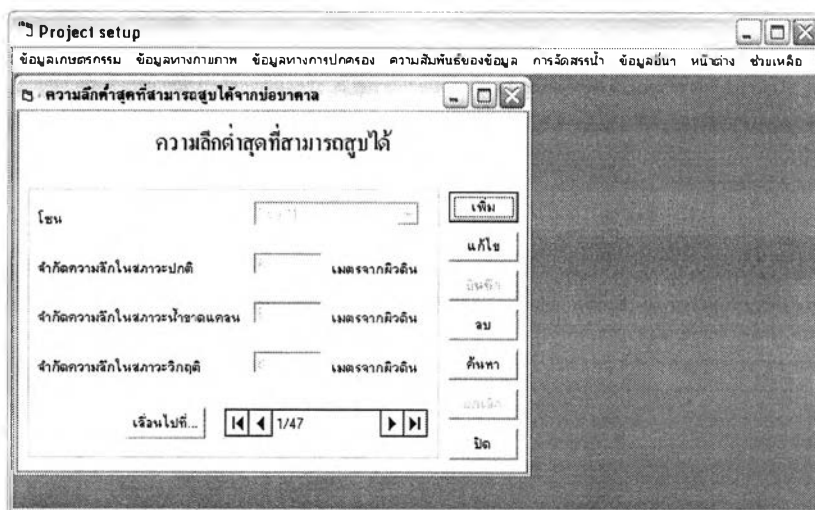 Project setup
ข้อมูลเกษตรกรรม ข้อมูลทางกายภาพ ข้อมูลทางการปกครอง ความสัมพันธ์ของข้อมูล การจัดสรรน้ำ ข้อมูลอื่นๆ หน้าต่าง ช่วยเหลือ
ความลึกต่ำสุดที่สามารถสูบได้จากบ่อบาดาล
ความลึกต่ำสุดที่สามารถสูบได้
โซน
เพิ่ม
แก้ไข
จำกัดความลึกในสภาวะปกติ เมตรจากผิวดิน
บันทึก
จำกัดความลึกในสภาวะน้ำขาดแคลน เมตรจากผิวดิน
ลบ
จำกัดความลึกในสภาวะวิกฤติ เมตรจากผิวดิน
ค้นหา
ยกเลิก
เลื่อนไปที่... 1/47
ปิด